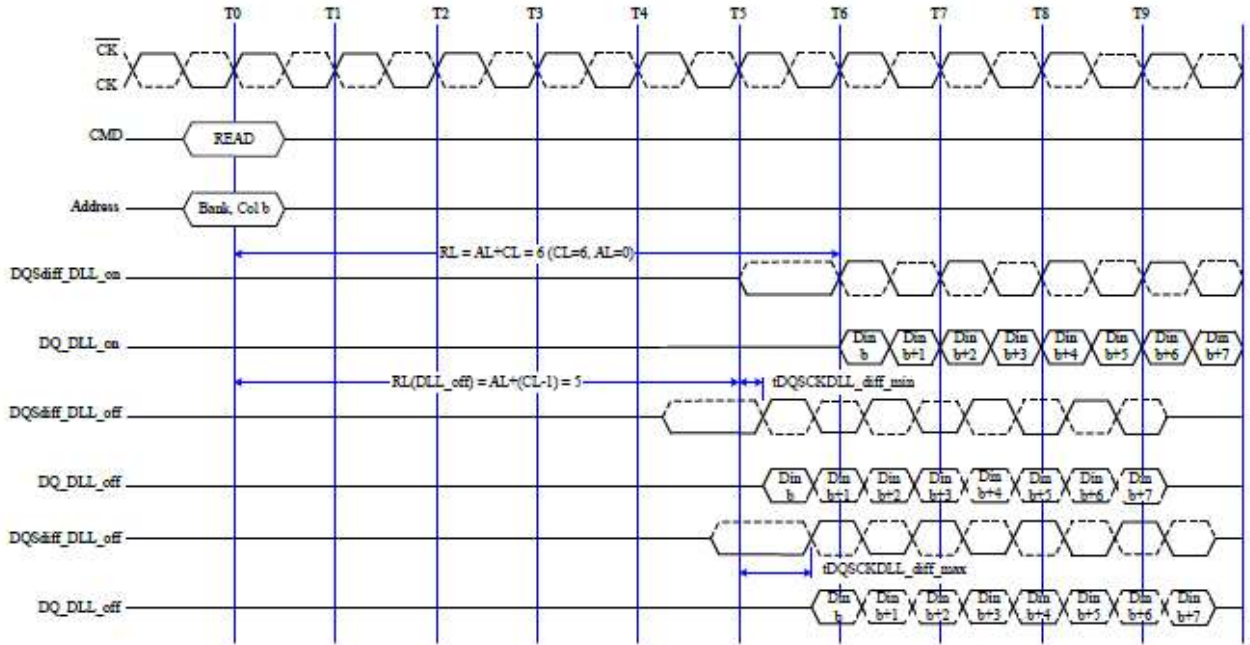 T0 T1 T2 T3 T4 T5 T6 T7 T8 T9
CK
CK
CMD READ
Address Bank, Col b
RL = AL+CL = 6 (CL=6, AL=0)
DQSdiff_DLL_on
DQ_DLL_on Din b Din b+1 Din b+2 Din b+3 Din b+4 Din b+5 Din b+6 Din b+7
RL(DLL_off) = AL+(CL-1) = 5 tDQSCKDLL_diff_min
DQSdiff_DLL_off
DQ_DLL_off Din b Din b+1 Din b+2 Din b+3 Din b+4 Din b+5 Din b+6 Din b+7
DQSdiff_DLL_off
tDQSCKDLL_diff_max
DQ_DLL_off Din b Din b+1 Din b+2 Din b+3 Din b+4 Din b+5 Din b+6 Din b+7